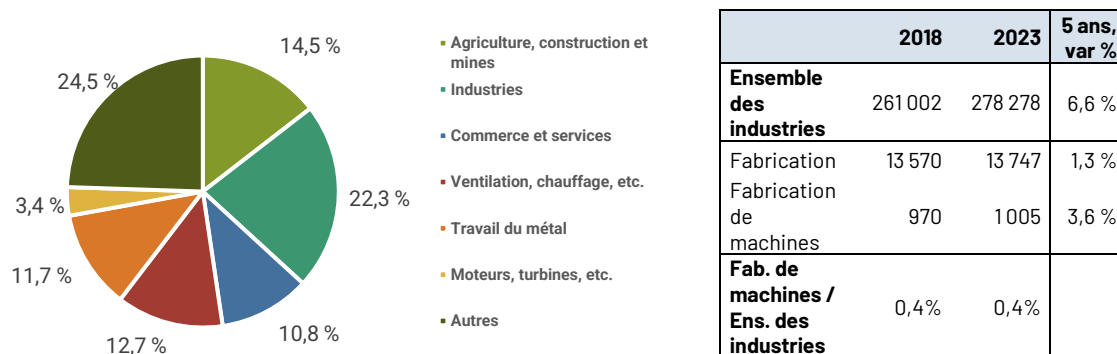 14,5 %
22,3 %
10,8 %
12,7 %
11,7 %
3,4 %
24,5 %
Agriculture, construction et
mines
Industries
Commerce et services
Ventilation, chauffage, etc.
Travail du métal
Moteurs, turbines, etc.
Autres
2018 2023 5 ans,
var %
Ensemble
des
industries 261 002 278 278 6,6 %
Fabrication 13 570 13 747 1,3 %
Fabrication
de
machines 970 1 005 3,6 %
Fab. de
machines /
Ens. des
industries 0,4% 0,4%